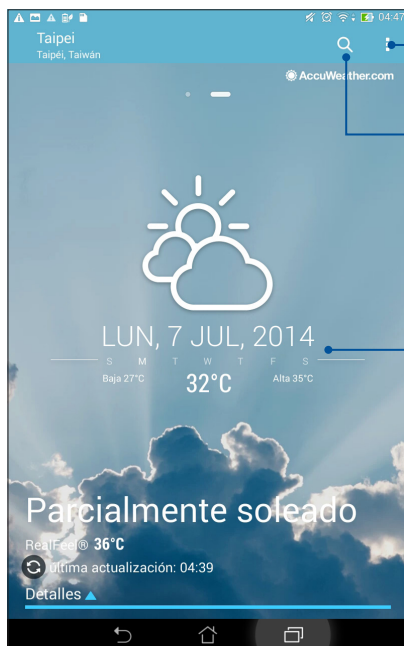 04:47
Taipei
Taipéi, Taiwán
AccuWeather.com
LUN, 7 JUL, 2014
S M T W T F S
Baja 27°C 32°C Alta 35°C
Parcialmente soleado
RealFeel® 36°C
última actualización: 04:39
Detalles